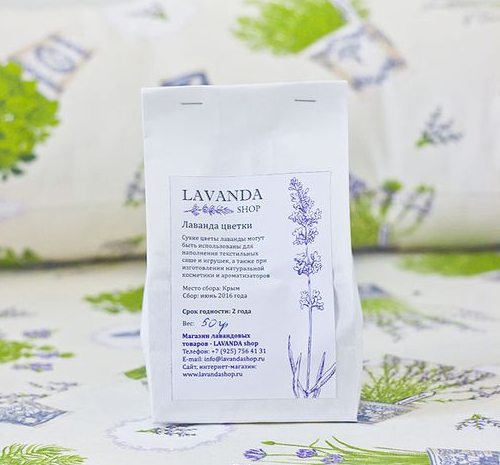 LAVANDA
SHOP
Лаванда цветки
Сухие цветы лаванды могут
быть использованы для
наполнения текстильных
саше и игрушек, а также при
изготовлении натуральной
косметики и ароматизаторов
Место сбора: Крым
Сбор: июнь 2016 года
Срок годности: 2 года
Вес: 50 гр
Магазин лавандовых
товаров - LAVANDA shop
Телефон: +7 (925) 756 41 31
E-mail: info@lavandashop.ru
Сайт, интернет-магазин:
www.lavandashop.ru